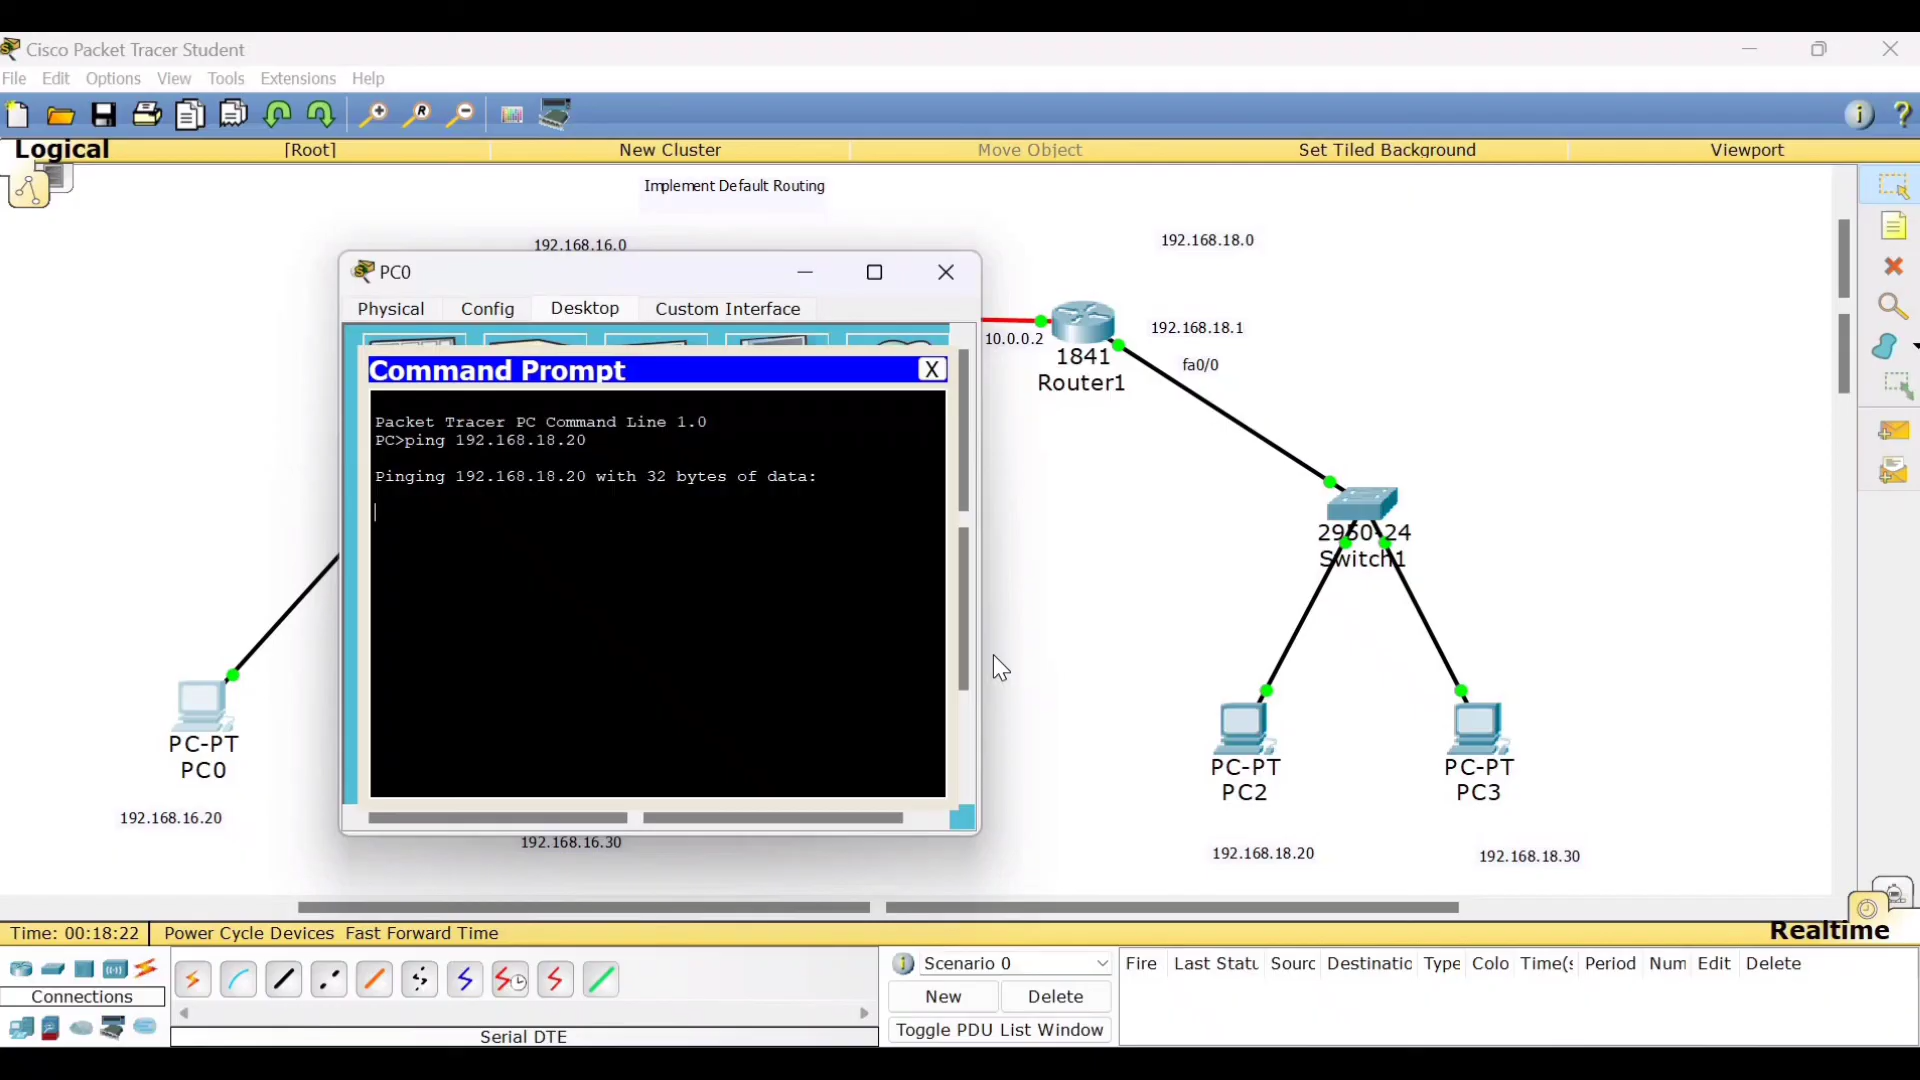 Cisco Packet Tracer Student
File Edit Options View Tools Extensions Help
Logical [Root] New Cluster Move Object Set Tiled Background Viewport
Implement Default Routing
192.168.16.0
192.168.18.0
PC0
Physical Config Desktop Custom Interface
Command Prompt X
Packet Tracer PC Command Line 1.0
PC>ping 192.168.18.20
Pinging 192.168.18.20 with 32 bytes of data:
10.0.0.2
1841
Router1
192.168.18.1
fa0/0
2950-24
Switch1
PC-PT
PC0
192.168.16.20
192.168.16.30
PC-PT
PC2
192.168.18.20
PC-PT
PC3
192.168.18.30
Time: 00:18:22 Power Cycle Devices Fast Forward Time
Realtime
Connections
Serial DTE
Scenario 0
New Delete
Toggle PDU List Window
Fire Last Statu Sourc Destinatio Type Colo Time(s Period Num Edit Delete